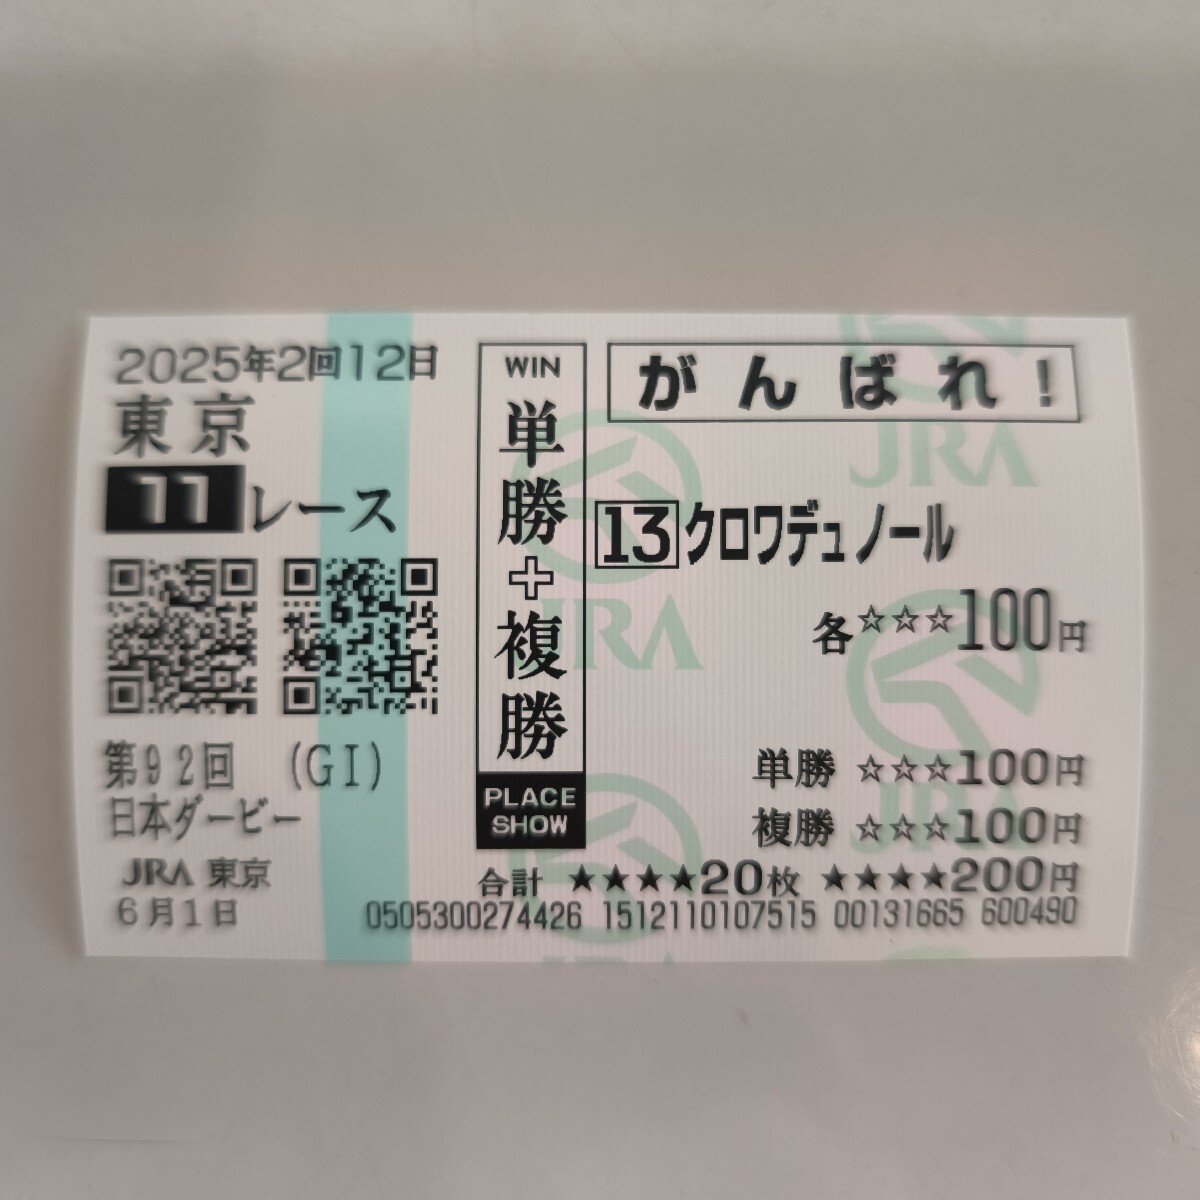 2025年2回12日
東京
11レース
第92回 (GI)
日本ダービー
JRA 東京
6月1日
WIN
単勝+複勝
PLACE
SHOW
がんばれ!
13クロワデュノール
各☆☆☆100円
単勝 ☆☆☆100円
複勝 ☆☆☆100円
合計 ★★★★20枚 ★★★★200円
0505300274426 1512110107515 00131665 600490
JRA
JRA
JRA